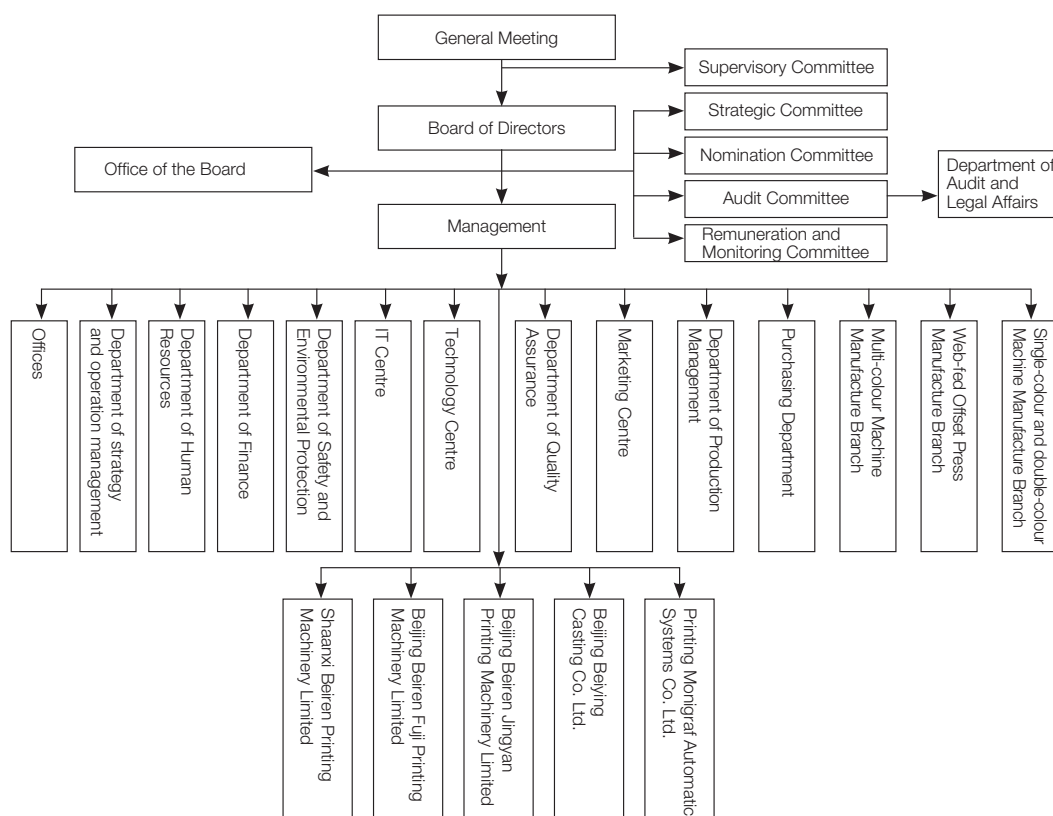 General Meeting
Supervisory Committee
Strategic Committee
Board of Directors
Nomination Committee
Office of the Board
Department of
Audit and
Legal Affairs
Audit Committee
Management
Remuneration and
Monitoring Committee
Offices
Department of strategy
and operation management
Department of Human
Resources
Department of Finance
Department of Safety and
Environmental Protection
IT Centre
Technology Centre
Department of Quality
Assurance
Marketing Centre
Department of Production
Management
Purchasing Department
Multi-colour Machine
Manufacture Branch
Web-fed Offset Press
Manufacture Branch
Single-colour and double-colour
Machine Manufacture Branch
Shaanxi Beiren Printing
Machinery Limited
Beijing Beiren Fuji Printing
Machinery Limited
Beijing Beiren Jingyan
Printing Machinery Limited
Beijing Beiying
Casting Co. Ltd.
Printing Monigraf Automatic
Systems Co. Ltd.